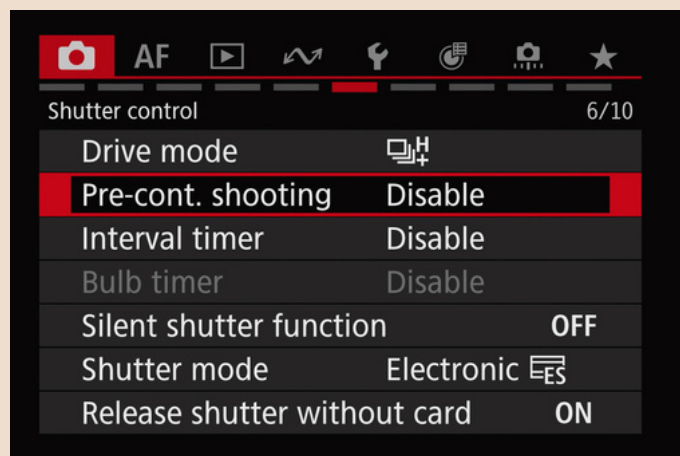 AF
Shutter control 6/10
Drive mode H+
Pre-cont. shooting Disable
Interval timer Disable
Bulb timer Disable
Silent shutter function OFF
Shutter mode Electronic ES
Release shutter without card ON